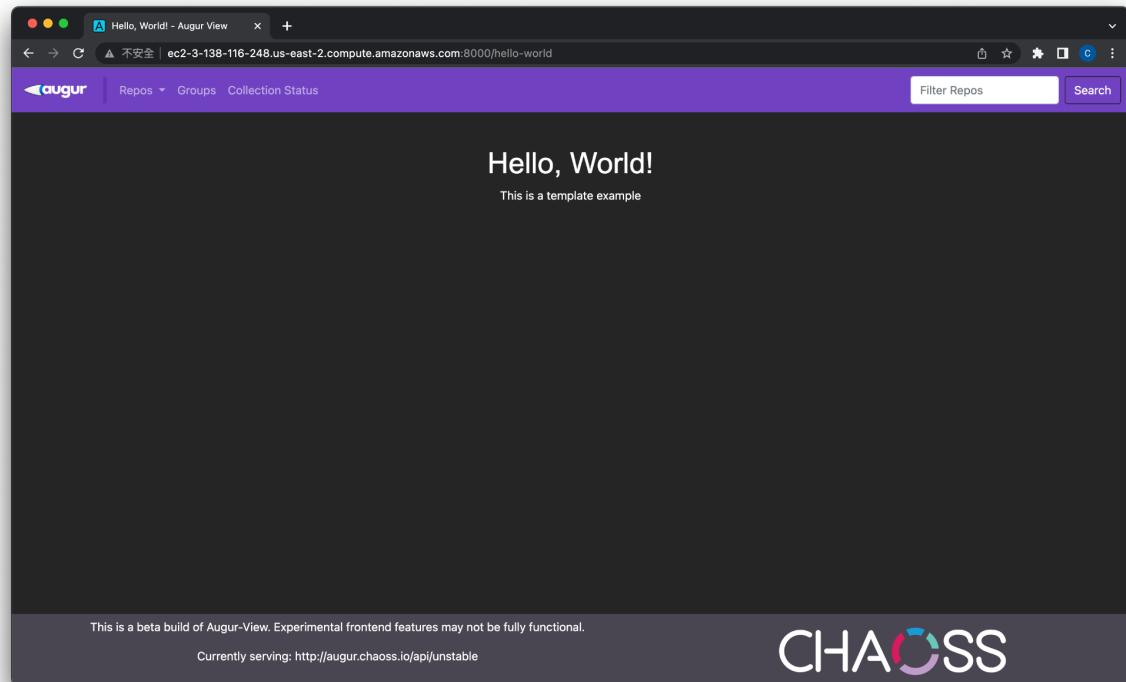 Hello, World! - Augur View
不安全 ec2-3-138-116-248.us-east-2.compute.amazonaws.com:8000/hello-world
C
augur Repos Groups Collection Status Filter Repos Search
Hello, World!
This is a template example
This is a beta build of Augur-View. Experimental frontend features may not be fully functional.
Currently serving: http://augur.chaoss.io/api/unstable
CHAOSS